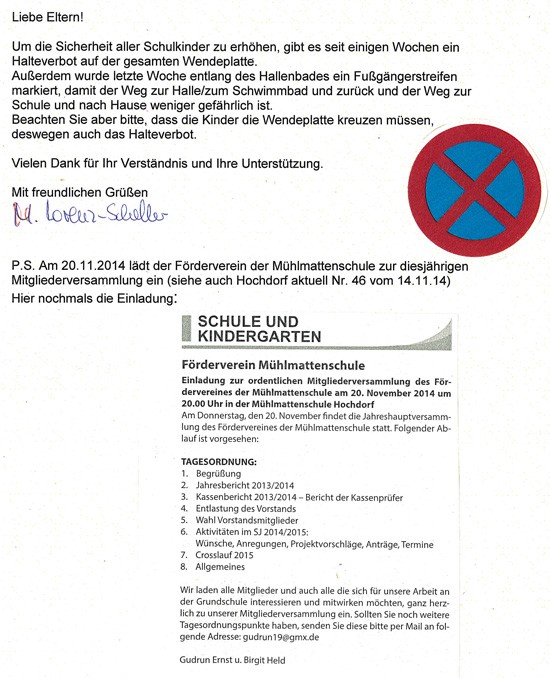 Liebe Eltern!
Um die Sicherheit aller Schulkinder zu erhöhen, gibt es seit einigen Wochen ein
Halteverbot auf der gesamten Wendeplatte.
Außerdem wurde letzte Woche entlang des Hallenbades ein Fußgängerstreifen
markiert, damit der Weg zur Halle/zum Schwimmbad und zurück und der Weg zur
Schule und nach Hause weniger gefährlich ist.
Beachten Sie aber bitte, dass die Kinder die Wendeplatte kreuzen müssen,
deswegen auch das Halteverbot.
Vielen Dank für Ihr Verständnis und Ihre Unterstützung.
Mit freundlichen Grüßen
M. Lorenz-Scheller
P.S. Am 20.11.2014 lädt der Förderverein der Mühlmattenschule zur diesjährigen
Mitgliederversammlung ein (siehe auch Hochdorf aktuell Nr. 46 vom 14.11.14)
Hier nochmals die Einladung:
SCHULE UND
KINDERGARTEN
Förderverein Mühlmattenschule
Einladung zur ordentlichen Mitgliederversammlung des För-
dervereines der Mühlmattenschule am 20. November 2014 um
20.00 Uhr in der Mühlmattenschule Hochdorf
Am Donnerstag, den 20. November findet die Jahreshauptversamm-
lung des Fördervereines der Mühlmattenschule statt. Folgender Ab-
lauf ist vorgesehen:
TAGESORDNUNG:
1. Begrüßung
2. Jahresbericht 2013/2014
3. Kassenbericht 2013/2014 – Bericht der Kassenprüfer
4. Entlastung des Vorstands
5. Wahl Vorstandsmitglieder
6. Aktivitäten im SJ 2014/2015:
Wünsche, Anregungen, Projektvorschläge, Anträge, Termine
7. Crosslauf 2015
8. Allgemeines
Wir laden alle Mitglieder und auch alle die sich für unsere Arbeit an
der Grundschule interessieren und mitwirken möchten, ganz herz-
lich zu unserer Mitgliederversammlung ein. Sollten Sie noch weitere
Tagesordnungspunkte haben, senden Sie diese bitte per Mail an fol-
gende Adresse: gudrun19@gmx.de
Gudrun Ernst u. Birgit Held